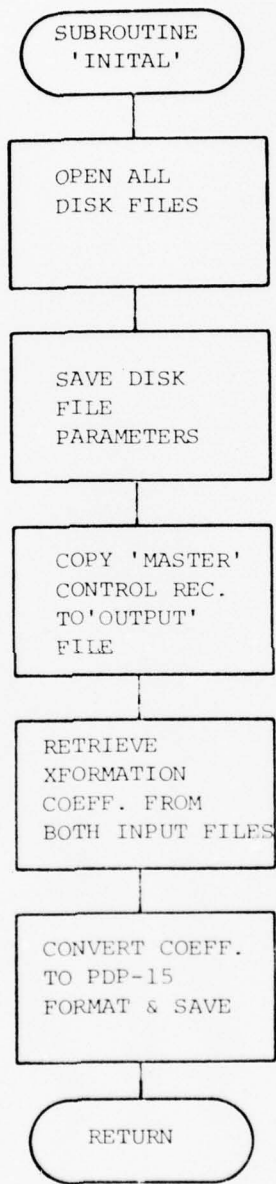 SUBROUTINE
'INITAL'
OPEN ALL
DISK FILES
SAVE DISK
FILE
PARAMETERS
COPY 'MASTER'
CONTROL REC.
TO'OUTPUT'
FILE
RETRIEVE
XFORMATION
COEFF. FROM
BOTH INPUT FILES
CONVERT COEFF.
TO PDP-15
FORMAT & SAVE
RETURN